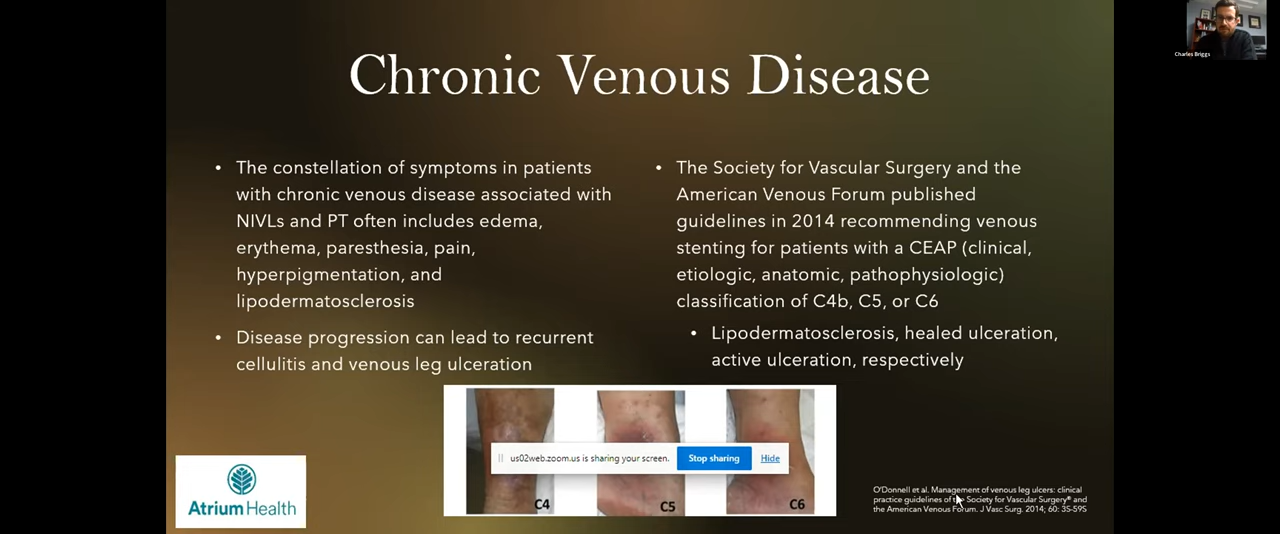 Chronic Venous Disease
Charles Briggs
• The constellation of symptoms in patients
with chronic venous disease associated with
NIVLs and PT often includes edema,
erythema, paresthesia, pain,
hyperpigmentation, and
lipodermatosclerosis
• Disease progression can lead to recurrent
cellulitis and venous leg ulceration
• The Society for Vascular Surgery and the
American Venous Forum published
guidelines in 2014 recommending venous
stenting for patients with a CEAP (clinical,
etiologic, anatomic, pathophysiologic)
classification of C4b, C5, or C6
• Lipodermatosclerosis, healed ulceration,
active ulceration, respectively
us02web.zoom.us is sharing your screen. Stop sharing Hide
C4 C5 C6
Atrium Health
O'Donnell et al. Management of venous leg ulcers: clinical
practice guidelines of the Society for Vascular Surgery® and
the American Venous Forum. J Vasc Surg. 2014; 60: 3S-59S